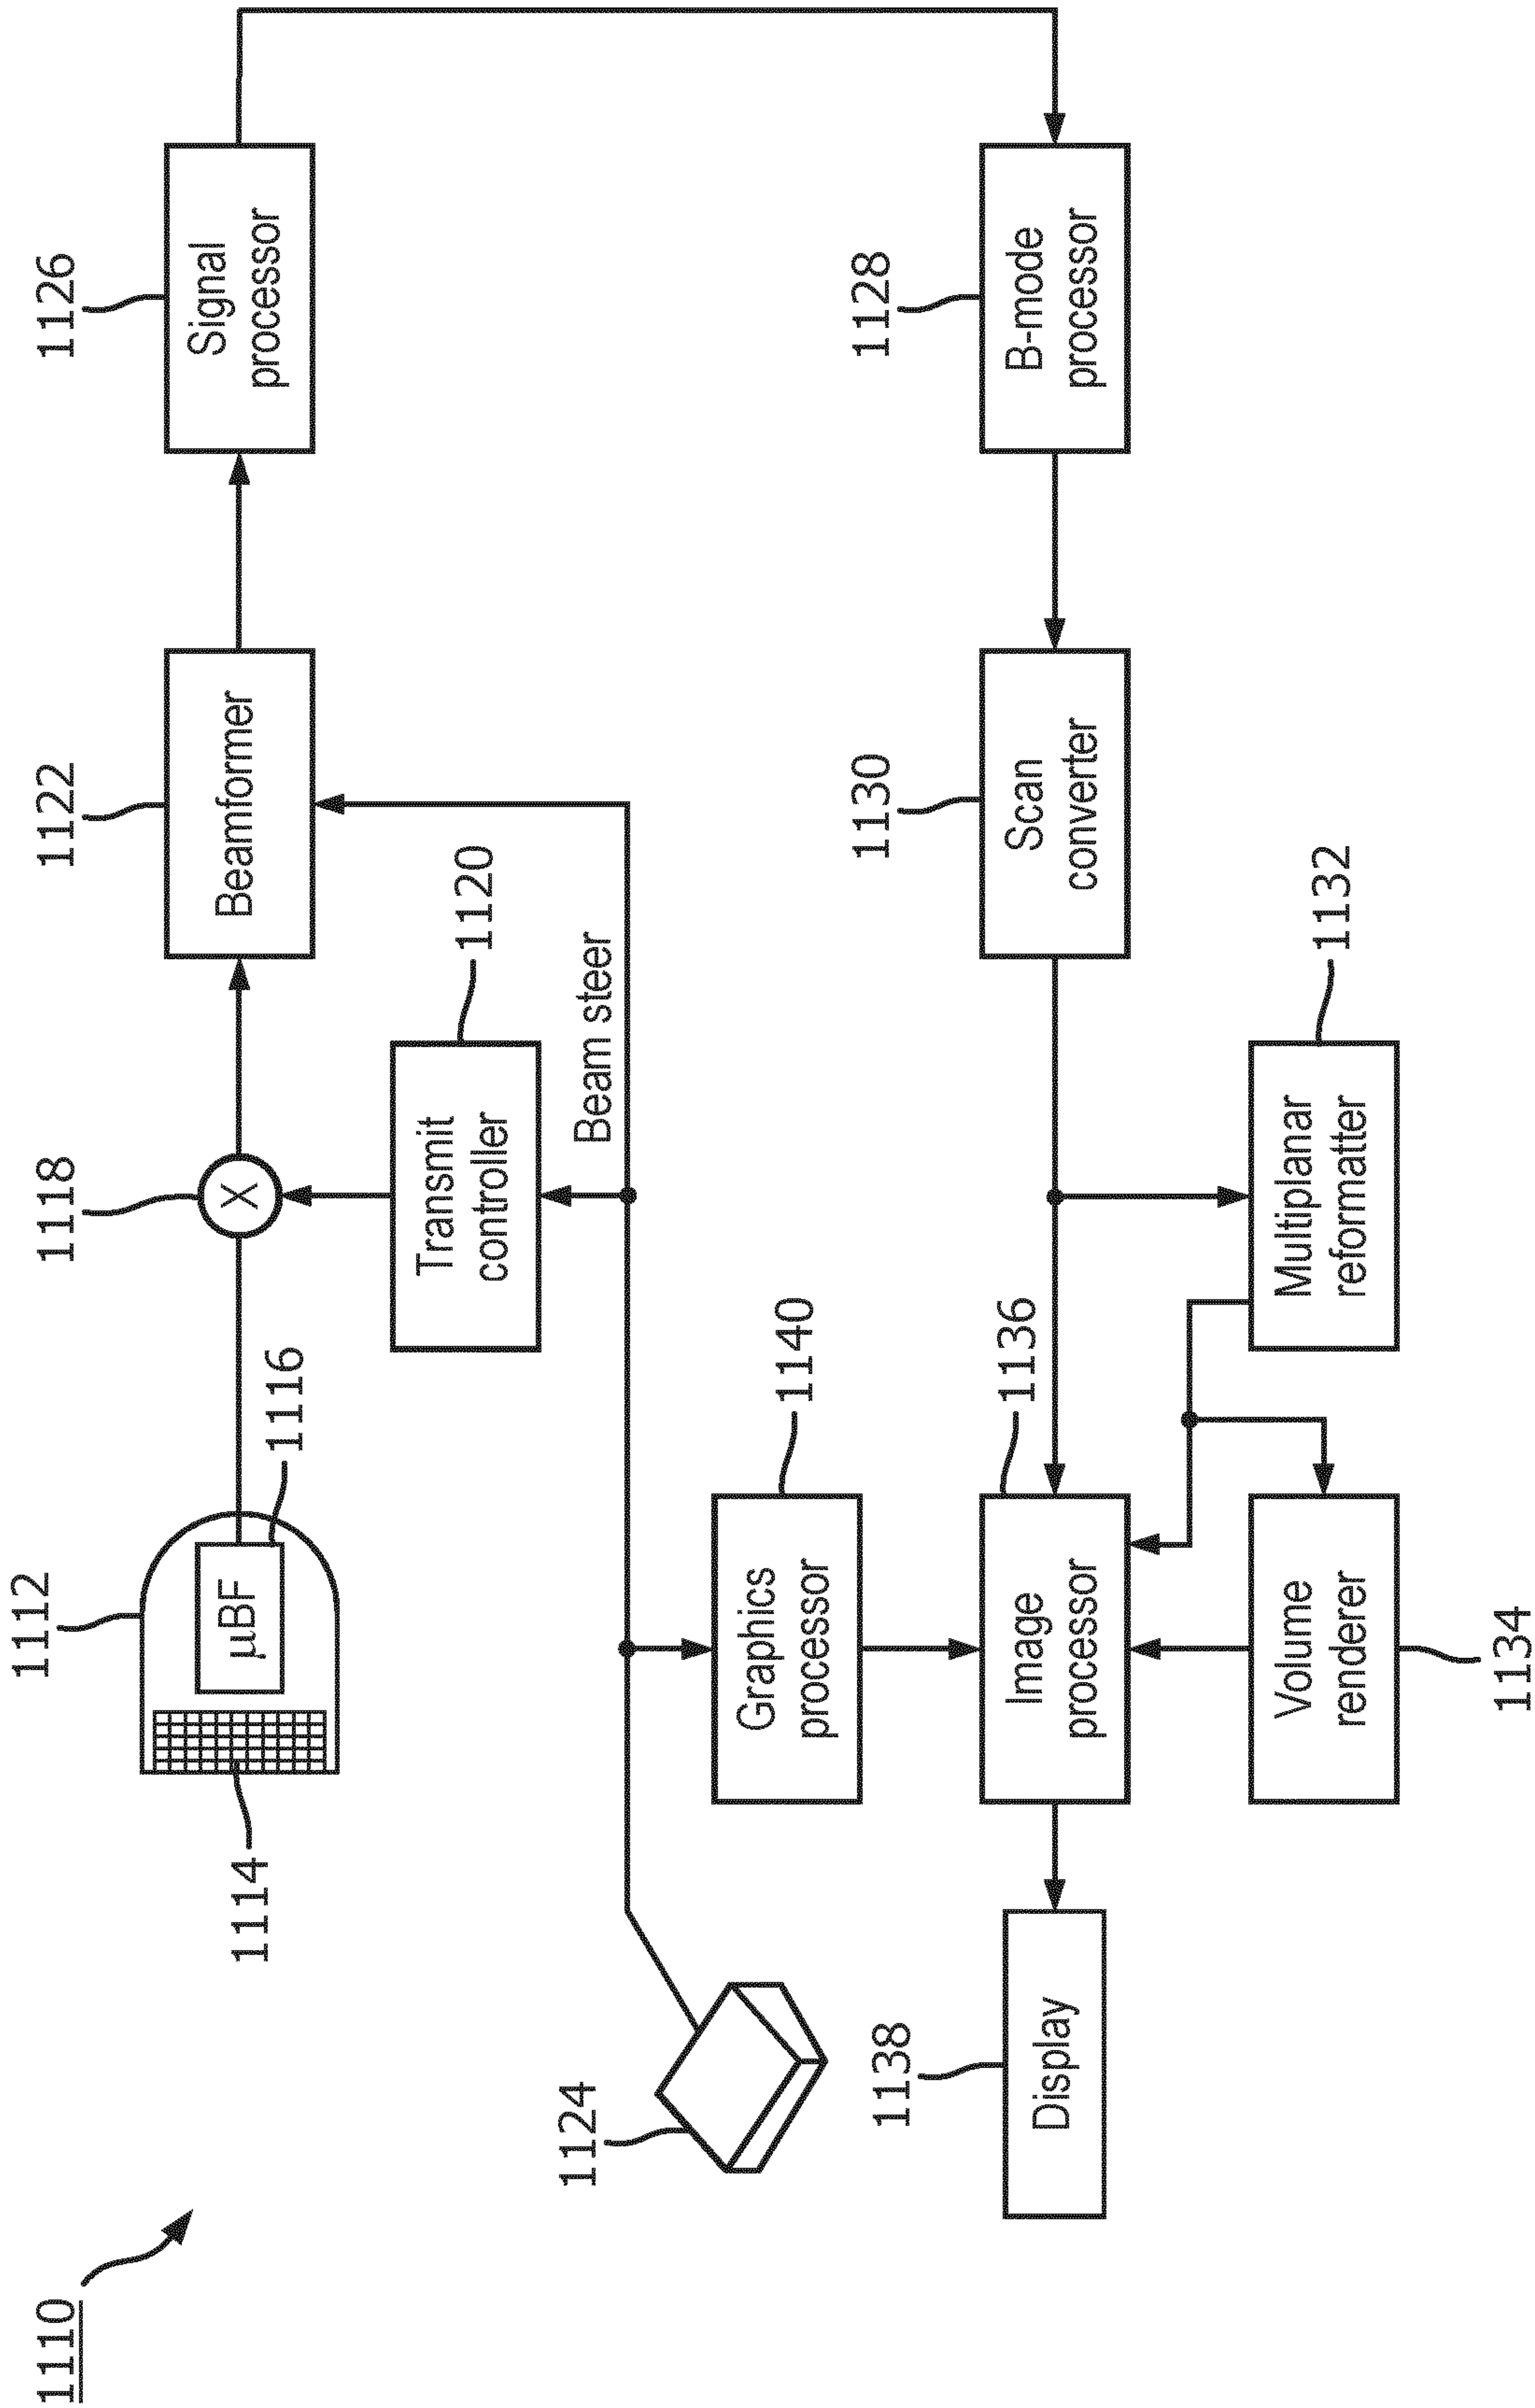 1110
1112
1114
1116
µBF
1118
X
1120
Transmit
controller
1122
Beamformer
1126
Signal
processor
Beam steer
1124
1140
Graphics
processor
1138
Display
1136
Image
processor
1130
Scan
converter
1128
B-mode
processor
1134
Volume
renderer
1132
Multiplanar
reformatter